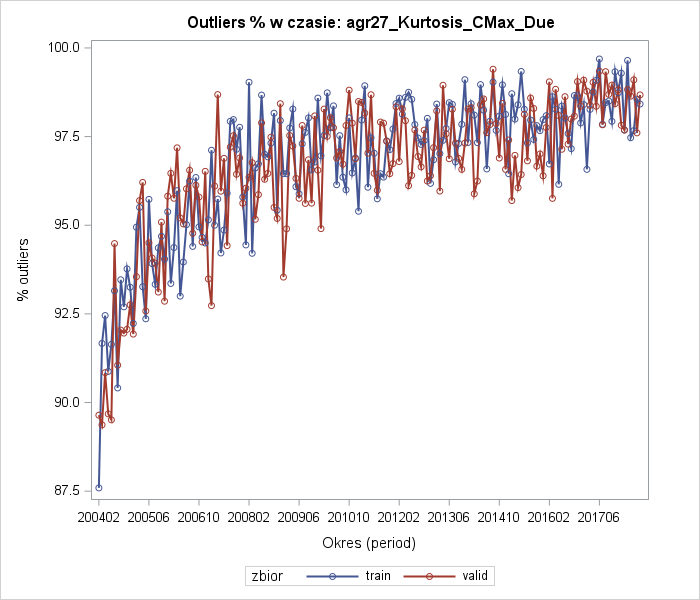 Outliers % w czasie: agr27_Kurtosis_CMax_Due
% outliers
100.0
97.5
95.0
92.5
90.0
87.5
200402 200506 200610 200802 200906 201010 201202 201306 201410 201602 201706
Okres (period)
zbior train valid